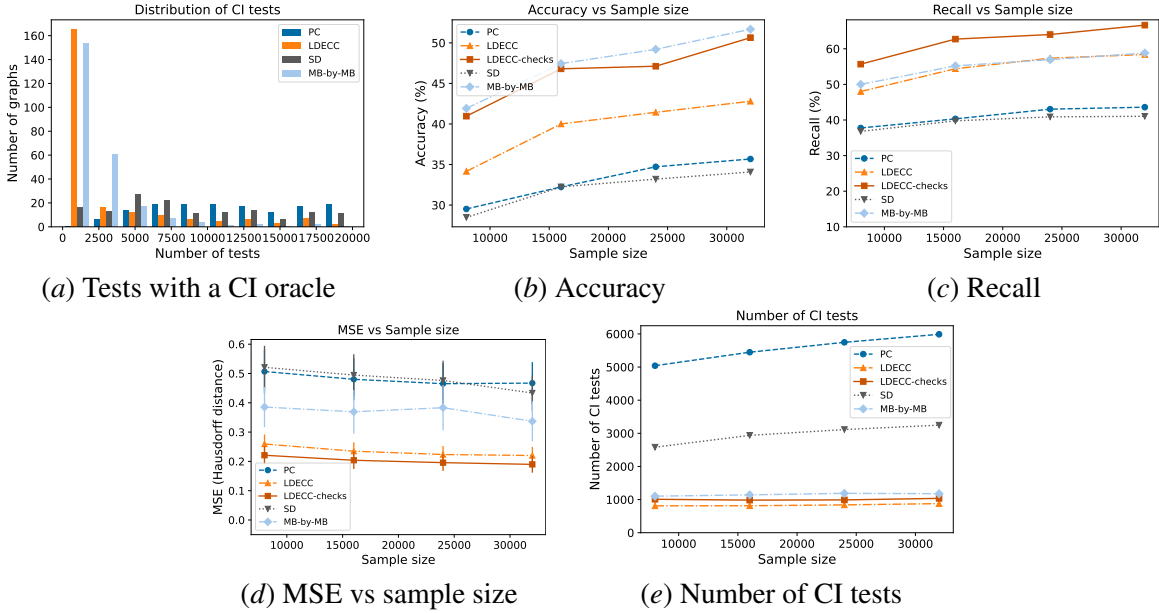 Distribution of CI tests
Number of graphs
160
140
120
100
80
60
40
20
0
PC
LDECC
SD
MB-by-MB
0 2500 5000 7500 10000 12500 15000 17500 20000
Number of tests
(a) Tests with a CI oracle
Accuracy vs Sample size
Accuracy (%)
50
45
40
35
30
PC
LDECC
LDECC-checks
SD
MB-by-MB
10000 15000 20000 25000 30000
Sample size
(b) Accuracy
Recall vs Sample size
Recall (%)
60
50
40
30
20
10
PC
LDECC
LDECC-checks
SD
MB-by-MB
10000 15000 20000 25000 30000
Sample size
(c) Recall
MSE vs Sample size
MSE (Hausdorff distance)
0.6
0.5
0.4
0.3
0.2
0.1
0.0
PC
LDECC
LDECC-checks
SD
MB-by-MB
10000 15000 20000 25000 30000
Sample size
(d) MSE vs sample size
Number of CI tests
Number of CI tests
6000
5000
4000
3000
2000
1000
0
PC
LDECC
LDECC-checks
SD
MB-by-MB
10000 15000 20000 25000 30000
Sample size
(e) Number of CI tests